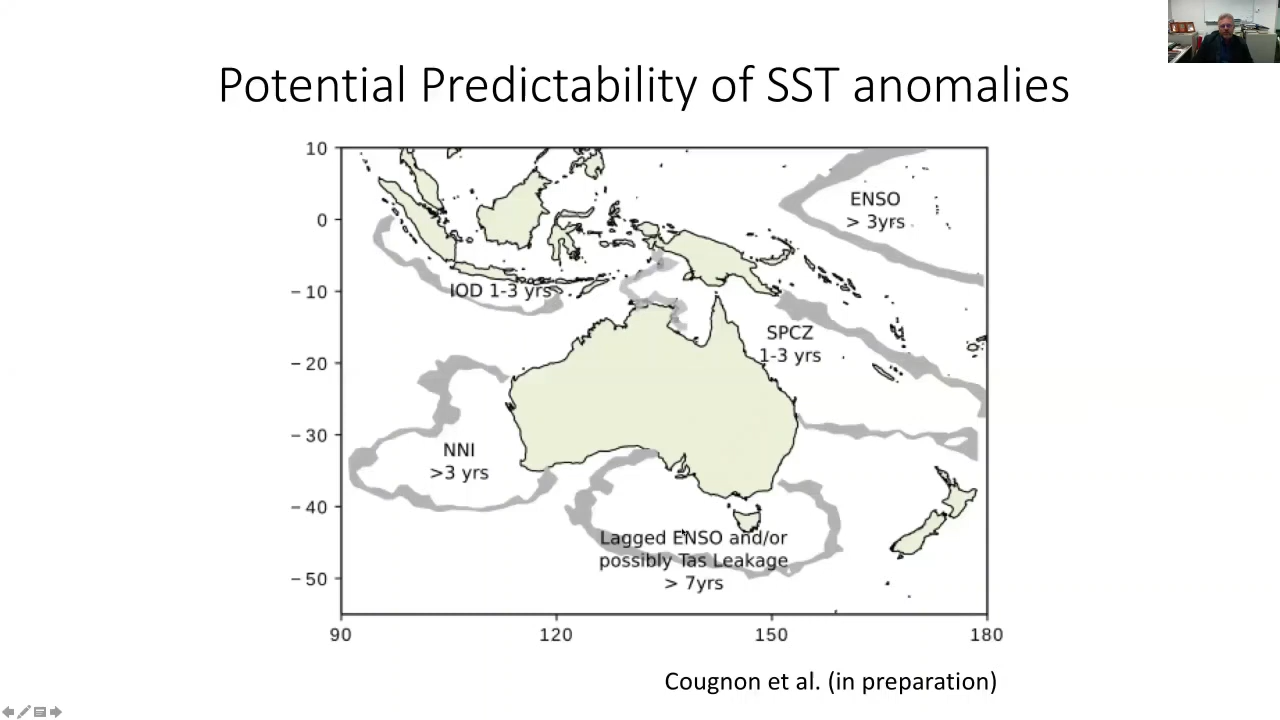 Potential Predictability of SST anomalies
10
0
−10
−20
−30
−40
−50
90
120
150
180
ENSO
> 3yrs
IOD 1-3 yrs
SPCZ
1-3 yrs
NNI
>3 yrs
Lagged ENSO and/or
possibly Tas Leakage
> 7yrs
Cougnon et al. (in preparation)